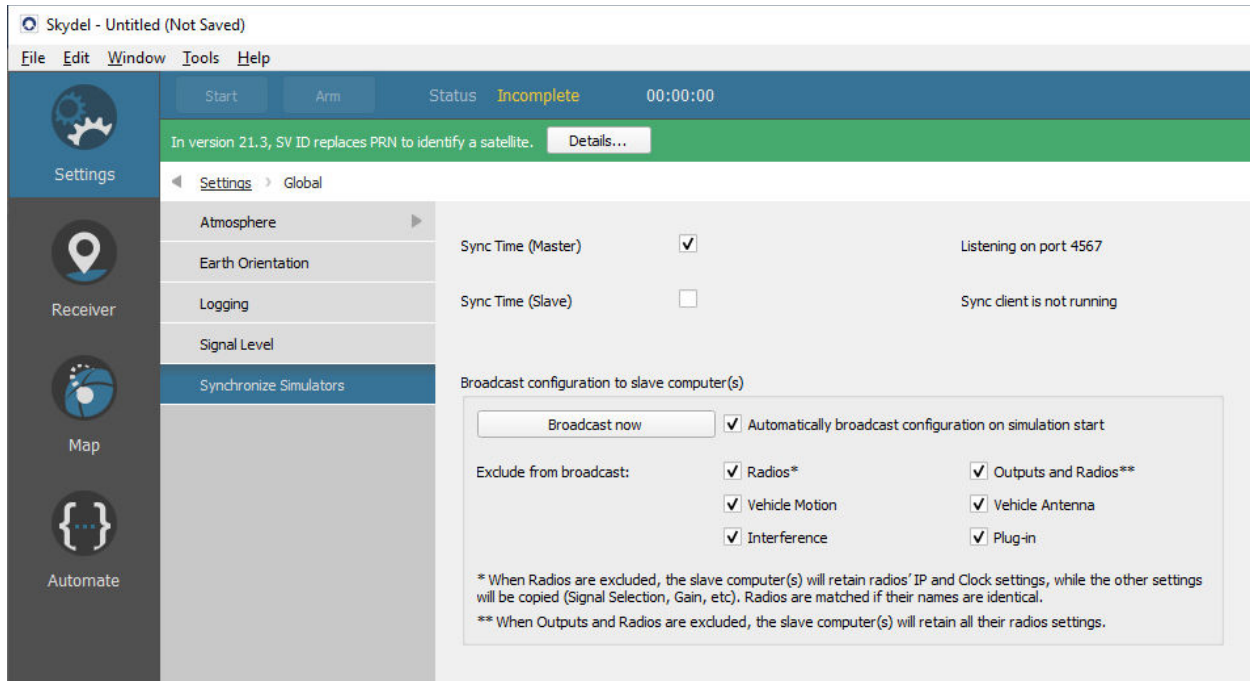 Skydel - Untitled (Not Saved)
File Edit Window Tools Help
Start Arm Status Incomplete 00:00:00
In version 21.3, SV ID replaces PRN to identify a satellite. Details...
Settings
Settings Global
Atmosphere
Earth Orientation
Logging
Signal Level
Synchronize Simulators
Receiver
Map
{...}
Automate
Sync Time (Master) Listening on port 4567
Sync Time (Slave) Sync client is not running
Broadcast configuration to slave computer(s)
Broadcast now Automatically broadcast configuration on simulation start
Exclude from broadcast: Radios* Outputs and Radios**
Vehicle Motion Vehicle Antenna
Interference Plug-in
* When Radios are excluded, the slave computer(s) will retain radios' IP and Clock settings, while the other settings
will be copied (Signal Selection, Gain, etc). Radios are matched if their names are identical.
** When Outputs and Radios are excluded, the slave computer(s) will retain all their radios settings.